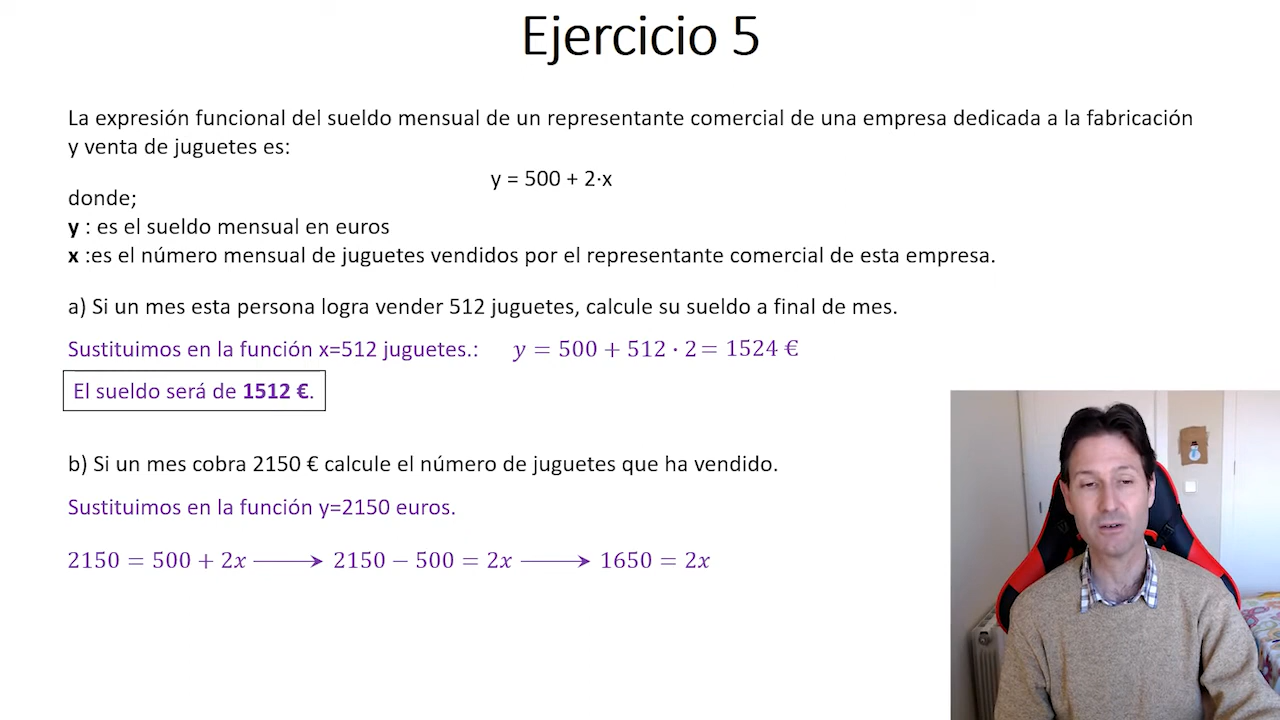 Ejercicio 5
La expresión funcional del sueldo mensual de un representante comercial de una empresa dedicada a la fabricación
y venta de juguetes es:
y = 500 + 2·x
donde;
y : es el sueldo mensual en euros
x :es el número mensual de juguetes vendidos por el representante comercial de esta empresa.
a) Si un mes esta persona logra vender 512 juguetes, calcule su sueldo a final de mes.
Sustituimos en la función x=512 juguetes.: y = 500 + 512 · 2 = 1524 €
El sueldo será de 1512 €.
b) Si un mes cobra 2150 € calcule el número de juguetes que ha vendido.
Sustituimos en la función y=2150 euros.
2150 = 500 + 2x ⟶ 2150 − 500 = 2x ⟶ 1650 = 2x